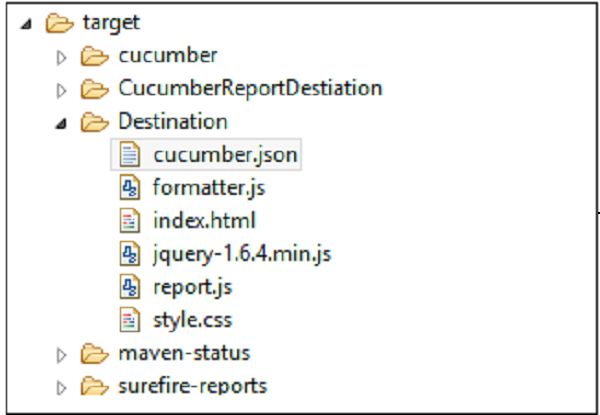 target
cucumber
CucumberReportDestiation
Destination
cucumber.json
formatter.js
index.html
jquery-1.6.4.min.js
report.js
style.css
maven-status
surefire-reports